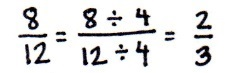 8/12 = 8 ÷ 4 / 12 ÷ 4 = 2/3